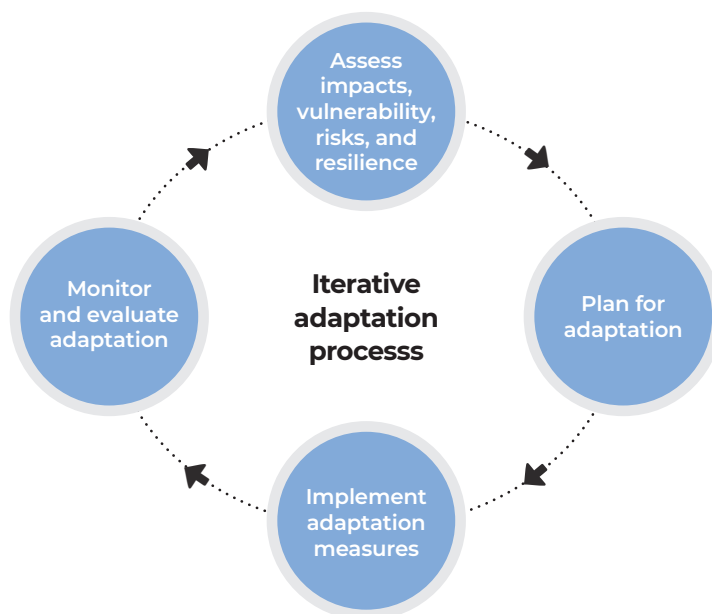 Assess
impacts,
vulnerability,
risks, and
resilience
Monitor
and evaluate
adaptation
Iterative
adaptation
processs
Plan for
adaptation
Implement
adaptation
measures